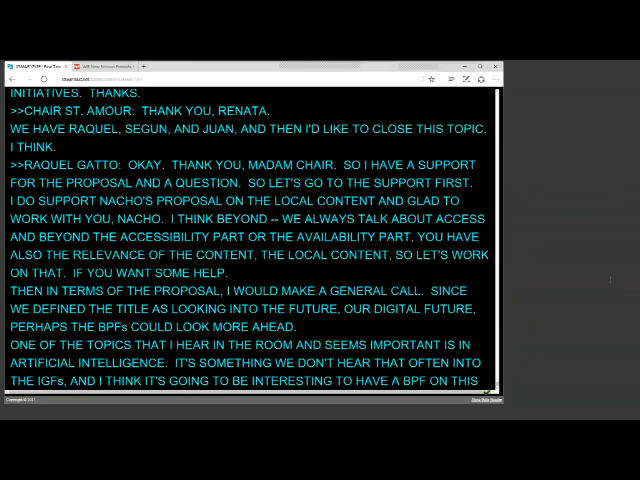 INITIATIVES.  THANKS.
>>CHAIR ST. AMOUR:  THANK YOU, RENATA.
WE HAVE RAQUEL, SEGUN, AND JUAN, AND THEN I'D LIKE TO CLOSE THIS TOPIC,
I THINK.
>>RAQUEL GATTO:  OKAY.  THANK YOU, MADAM CHAIR.  SO I HAVE A SUPPORT
FOR THE PROPOSAL AND A QUESTION.  SO LET'S GO TO THE SUPPORT FIRST.
I DO SUPPORT NACHO'S PROPOSAL ON THE LOCAL CONTENT AND GLAD TO
WORK WITH YOU, NACHO.  I THINK BEYOND -- WE ALWAYS TALK ABOUT ACCESS
AND BEYOND THE ACCESSIBILITY PART OR THE AVAILABILITY PART, YOU HAVE
ALSO THE RELEVANCE OF THE CONTENT, THE LOCAL CONTENT, SO LET'S WORK
ON THAT.  IF YOU WANT SOME HELP.
THEN IN TERMS OF THE PROPOSAL, I WOULD MAKE A GENERAL CALL.  SINCE
WE DEFINED THE TITLE AS LOOKING INTO THE FUTURE, OUR DIGITAL FUTURE,
PERHAPS THE BPFs COULD LOOK MORE AHEAD.
ONE OF THE TOPICS THAT I HEAR IN THE ROOM AND SEEMS IMPORTANT IS IN
ARTIFICIAL INTELLIGENCE.  IT'S SOMETHING WE DON'T HEAR THAT OFTEN INTO
THE IGFs, AND I THINK IT'S GOING TO BE INTERESTING TO HAVE A BPF ON THIS